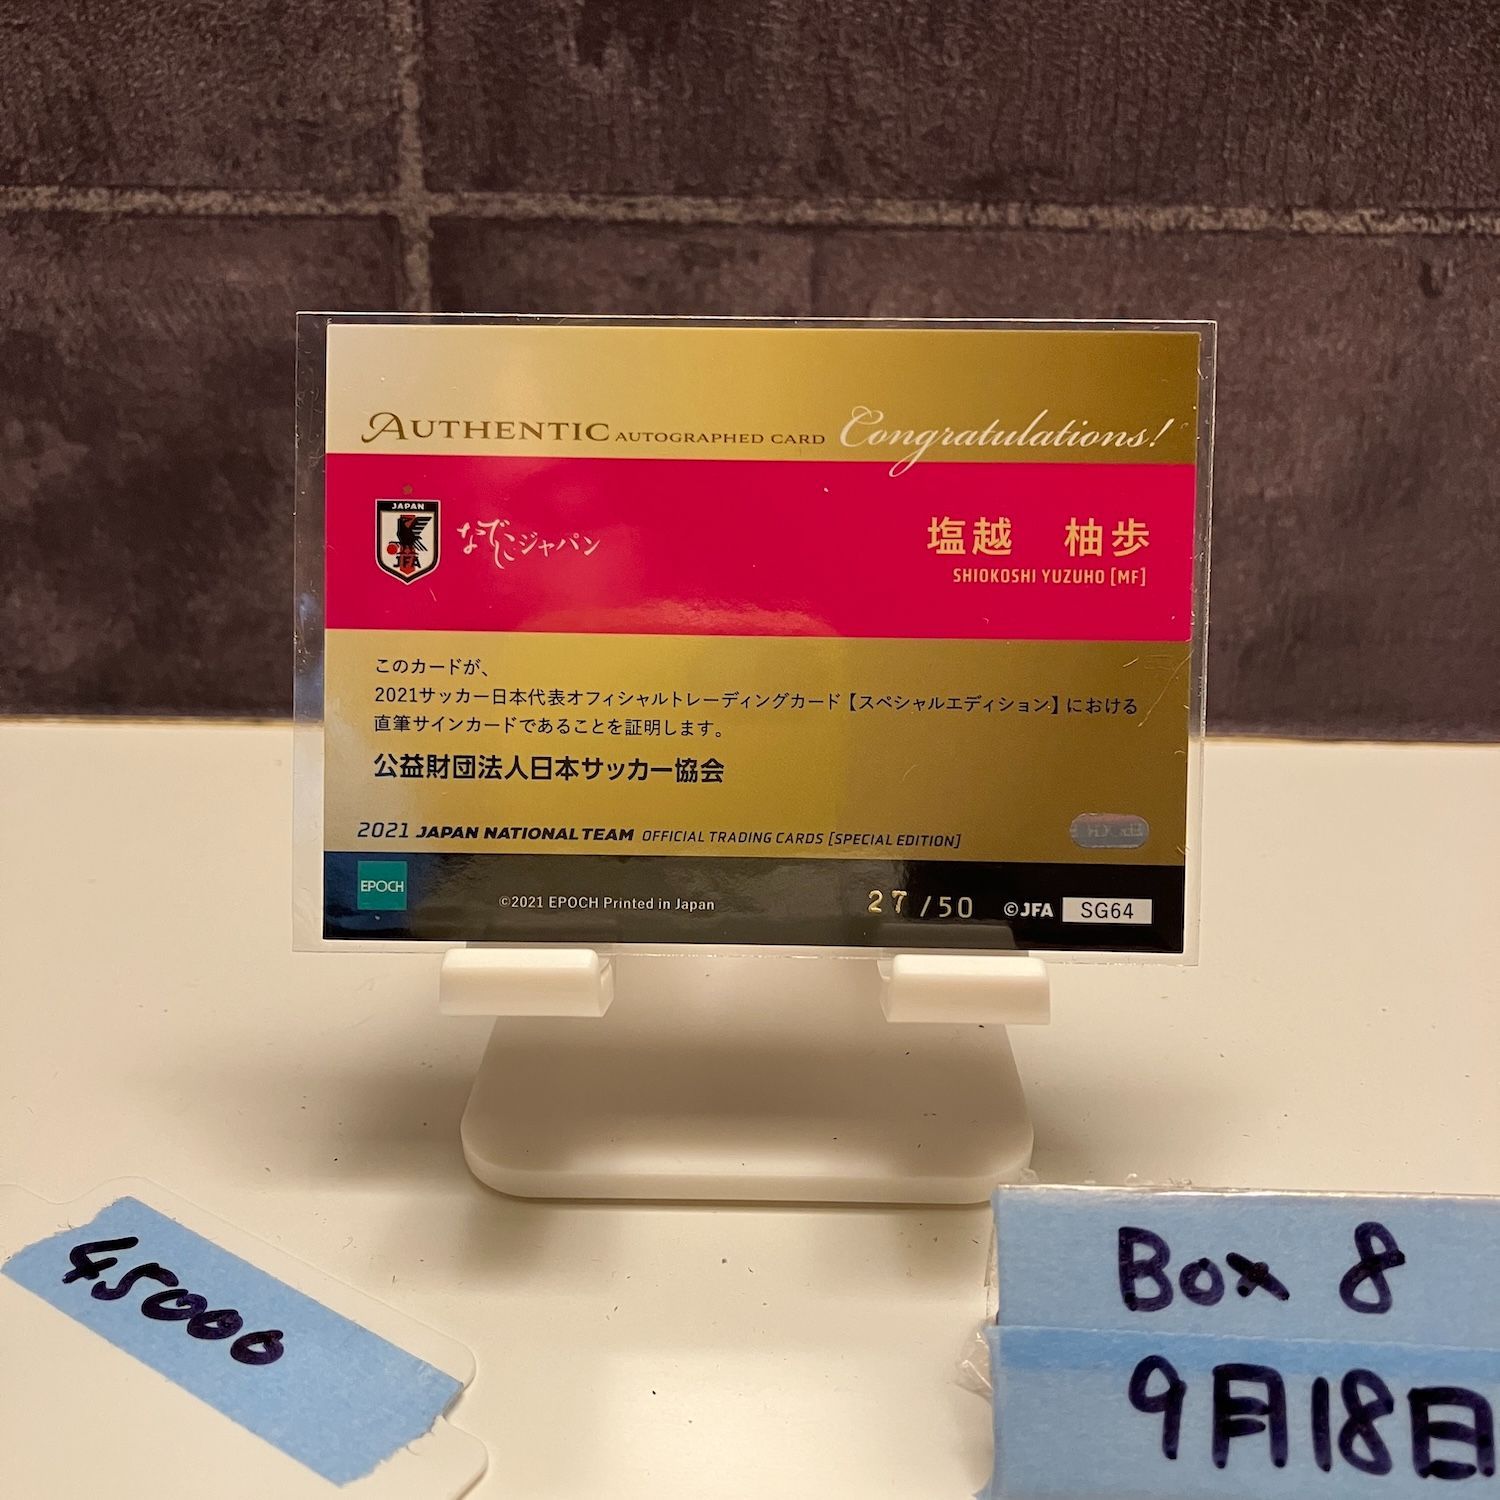 AUTHENTIC AUTOGRAPHED CARD Congratulations!
JAPAN
JFA
なでしこジャパン
塩越 柚歩
SHIOKOSHI YUZUHO [MF]
このカードが、
2021サッカー日本代表オフィシャルトレーディングカード【スペシャルエディション】における
直筆サインカードであることを証明します。
公益財団法人日本サッカー協会
2021 JAPAN NATIONAL TEAM OFFICIAL TRADING CARDS [SPECIAL EDITION]
EPOCH
©2021 EPOCH Printed in Japan
27/50
©JFA
SG64
45000
Box 8
9月18日